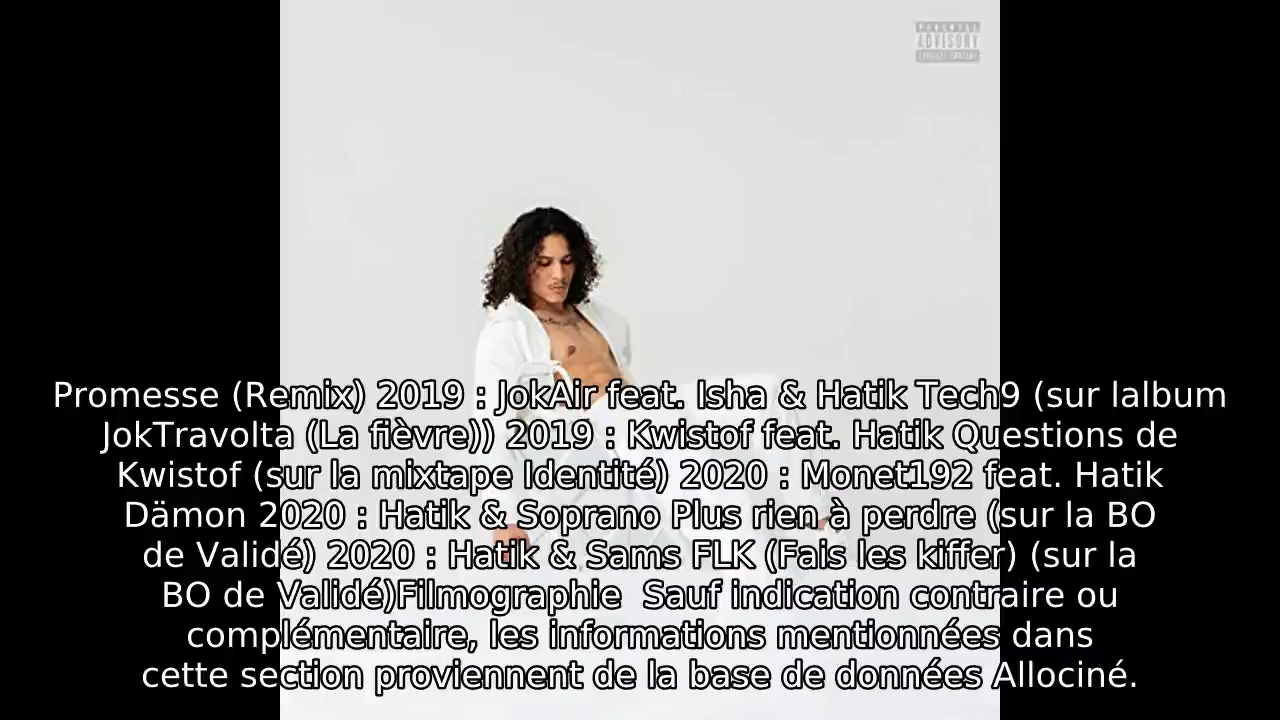 ADVISORY
Promesse (Remix) 2019 : JokAir feat. Isha & Hatik Tech9 (sur lalbum
JokTravolta (La fièvre)) 2019 : Kwistof feat. Hatik Questions de
Kwistof (sur la mixtape Identité) 2020 : Monet192 feat. Hatik
Dämon 2020 : Hatik & Soprano Plus rien à perdre (sur la BO
de Validé) 2020 : Hatik & Sams FLK (Fais les kiffer) (sur la
BO de Validé)Filmographie  Sauf indication contraire ou
complémentaire, les informations mentionnées dans
cette section proviennent de la base de données Allociné.